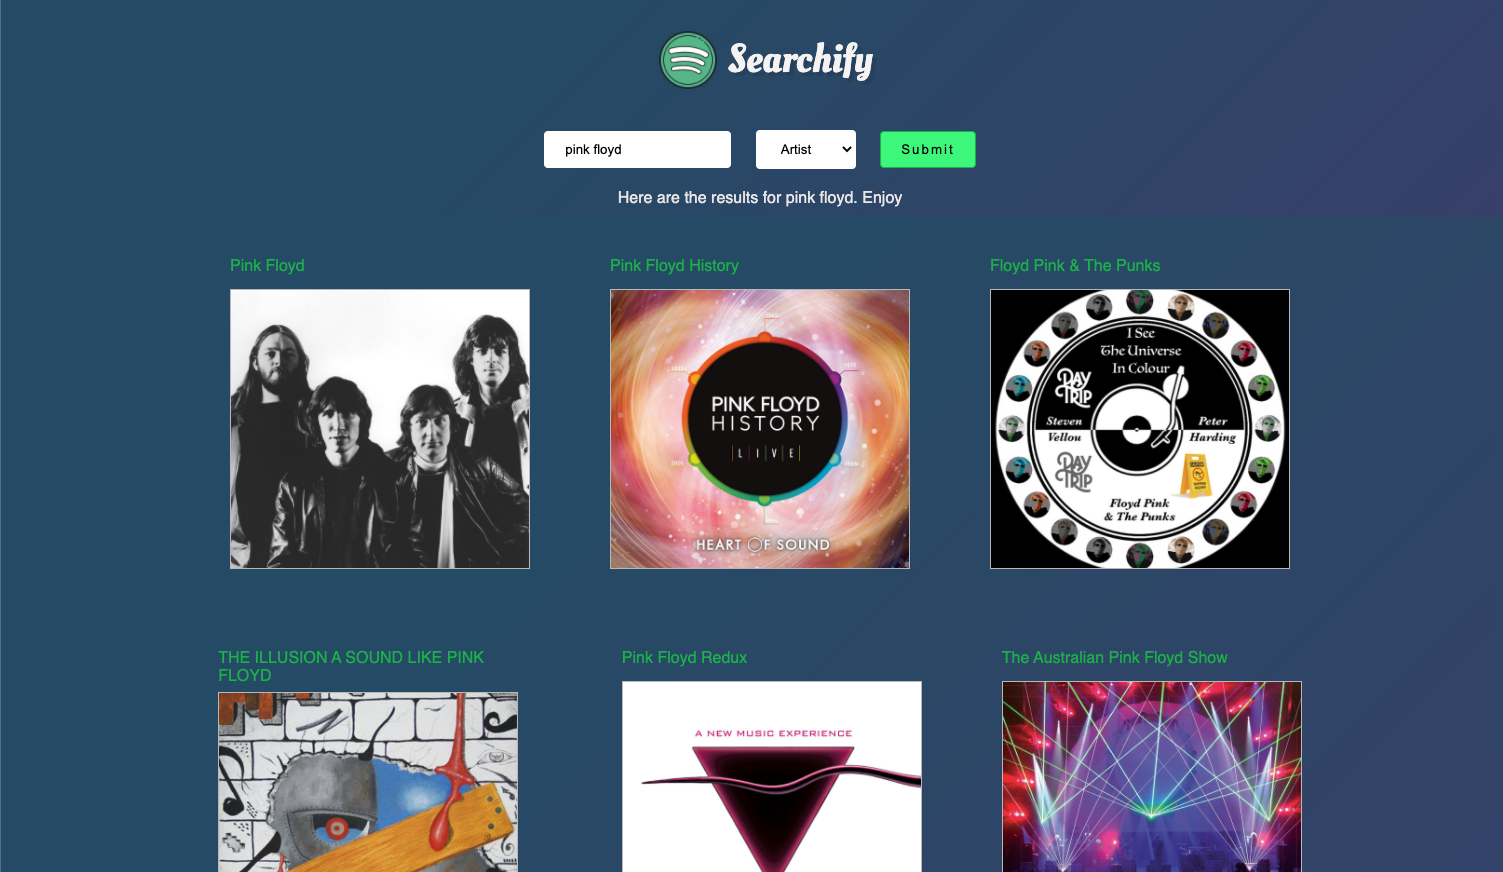 Searchify
pink floyd
Artist
Submit
Here are the results for pink floyd. Enjoy
Pink Floyd
Pink Floyd History
Floyd Pink & The Punks
PINK FLOYD
HISTORY
LIVE
HEART OF SOUND
I See
The Universe
In Colour
DAY
TRIP
Steven
Vellou
Peter
Harding
DAY
TRIP
Floyd Pink
& The Punks
THE ILLUSION A SOUND LIKE PINK
FLOYD
Pink Floyd Redux
The Australian Pink Floyd Show
A NEW MUSIC EXPERIENCE